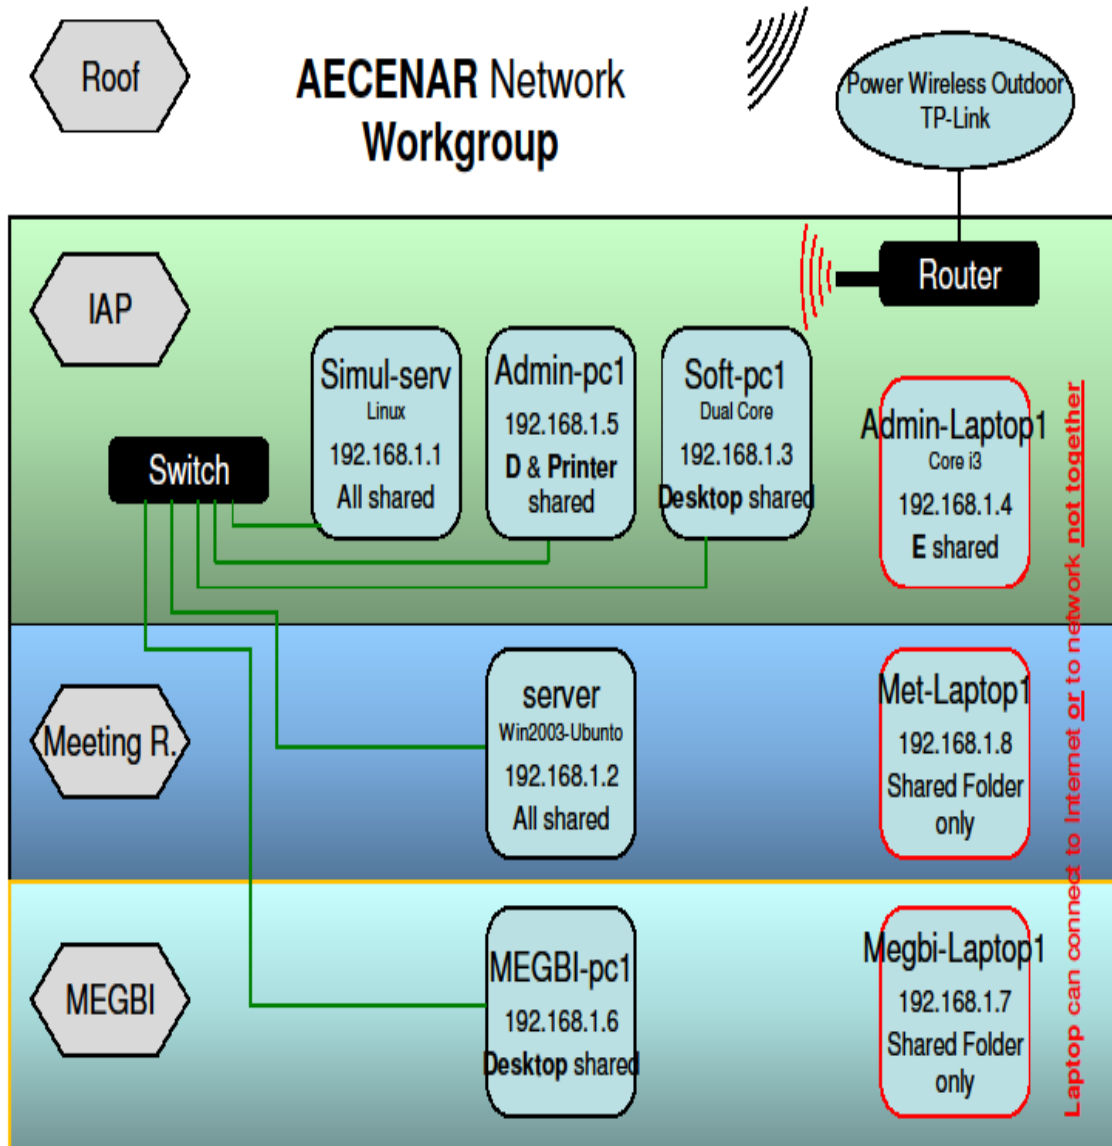 Roof
AECENAR Network
Workgroup
Power Wireless Outdoor
TP-Link
IAP
Router
Switch
Simul-serv
Linux
192.168.1.1
All shared
Admin-pc1
192.168.1.5
D & Printer
shared
Soft-pc1
Dual Core
192.168.1.3
Desktop shared
Admin-Laptop1
Core i3
192.168.1.4
E shared
Meeting R.
server
Win2003-Ubunto
192.168.1.2
All shared
Met-Laptop1
192.168.1.8
Shared Folder
only
MEGBI
MEGBI-pc1
192.168.1.6
Desktop shared
Megbi-Laptop1
192.168.1.7
Shared Folder
only
Laptop can connect to Internet or to network not together